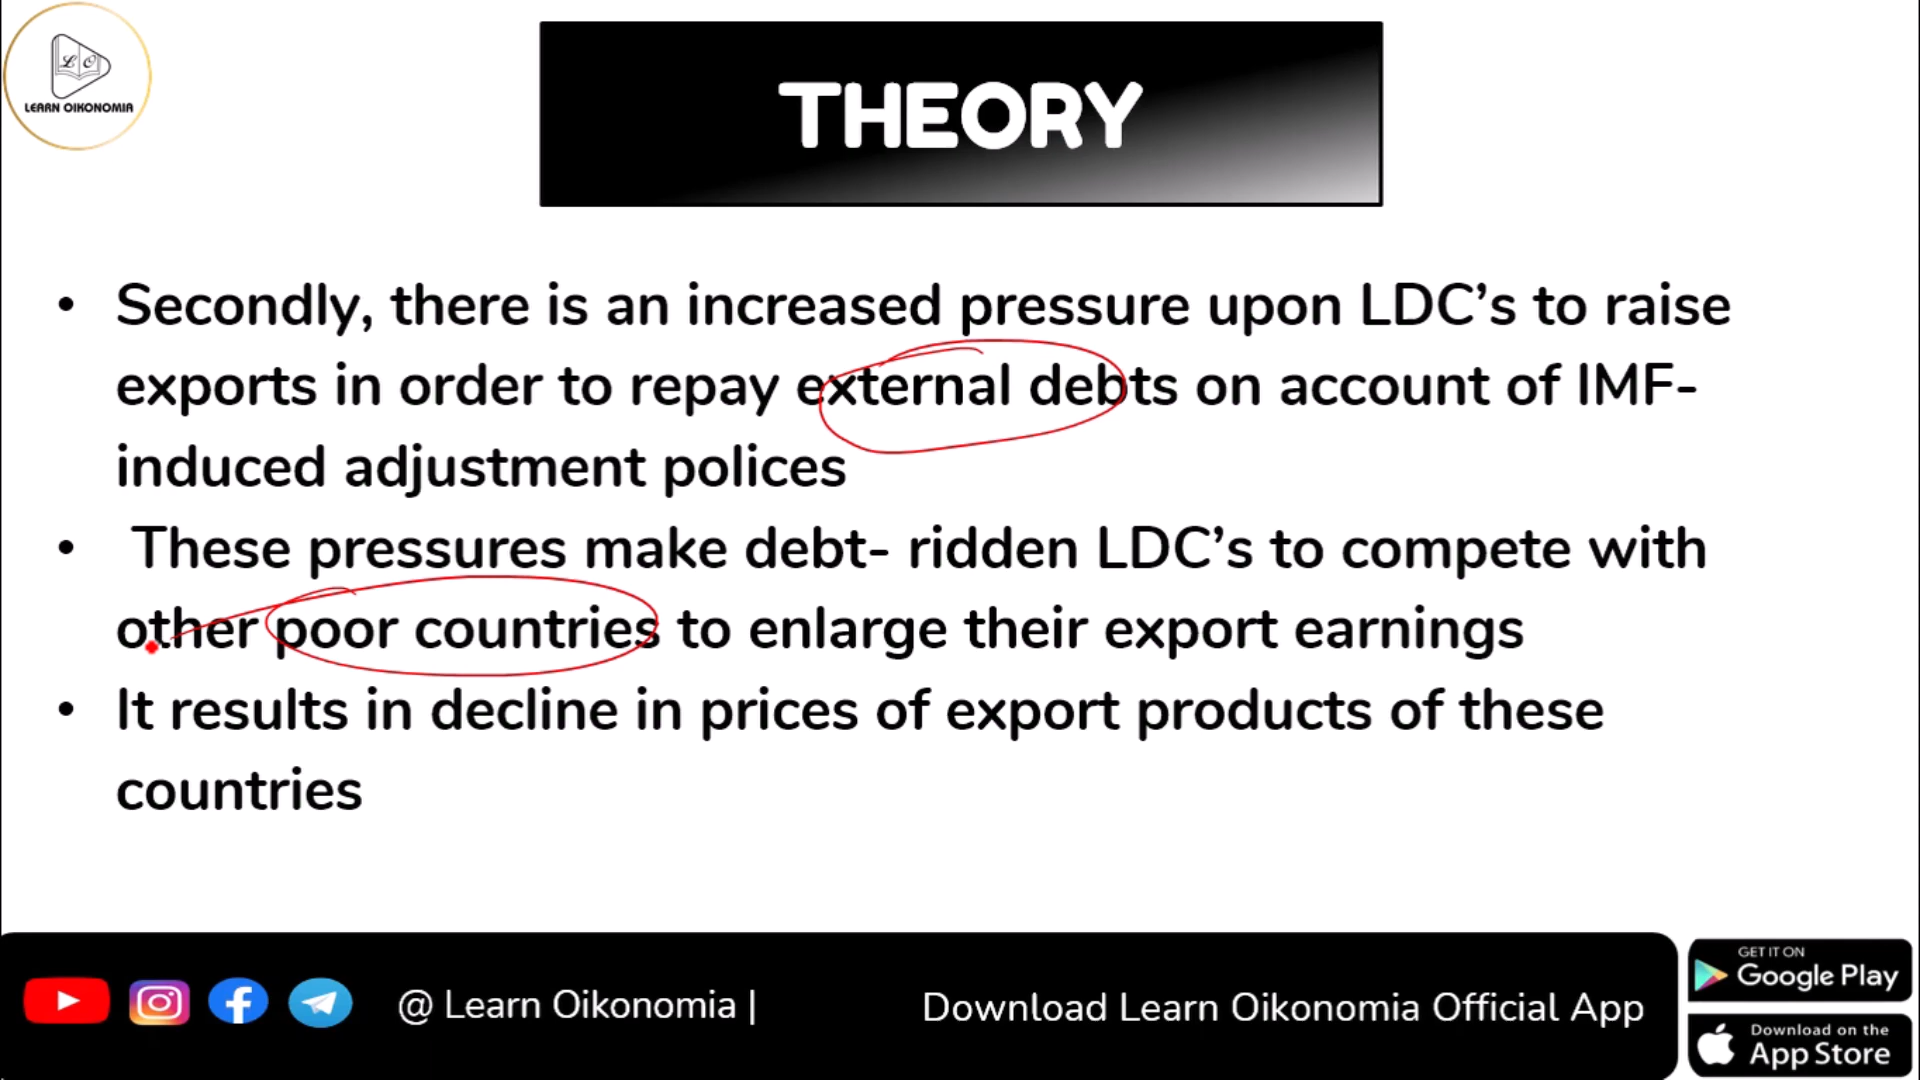 L O
LEARN OIKONOMIA
THEORY
• Secondly, there is an increased pressure upon LDC’s to raise
exports in order to repay external debts on account of IMF-
induced adjustment polices
• These pressures make debt- ridden LDC’s to compete with
other poor countries to enlarge their export earnings
• It results in decline in prices of export products of these
countries
@ Learn Oikonomia |
Download Learn Oikonomia Official App
GET IT ON
Google Play
Download on the
App Store